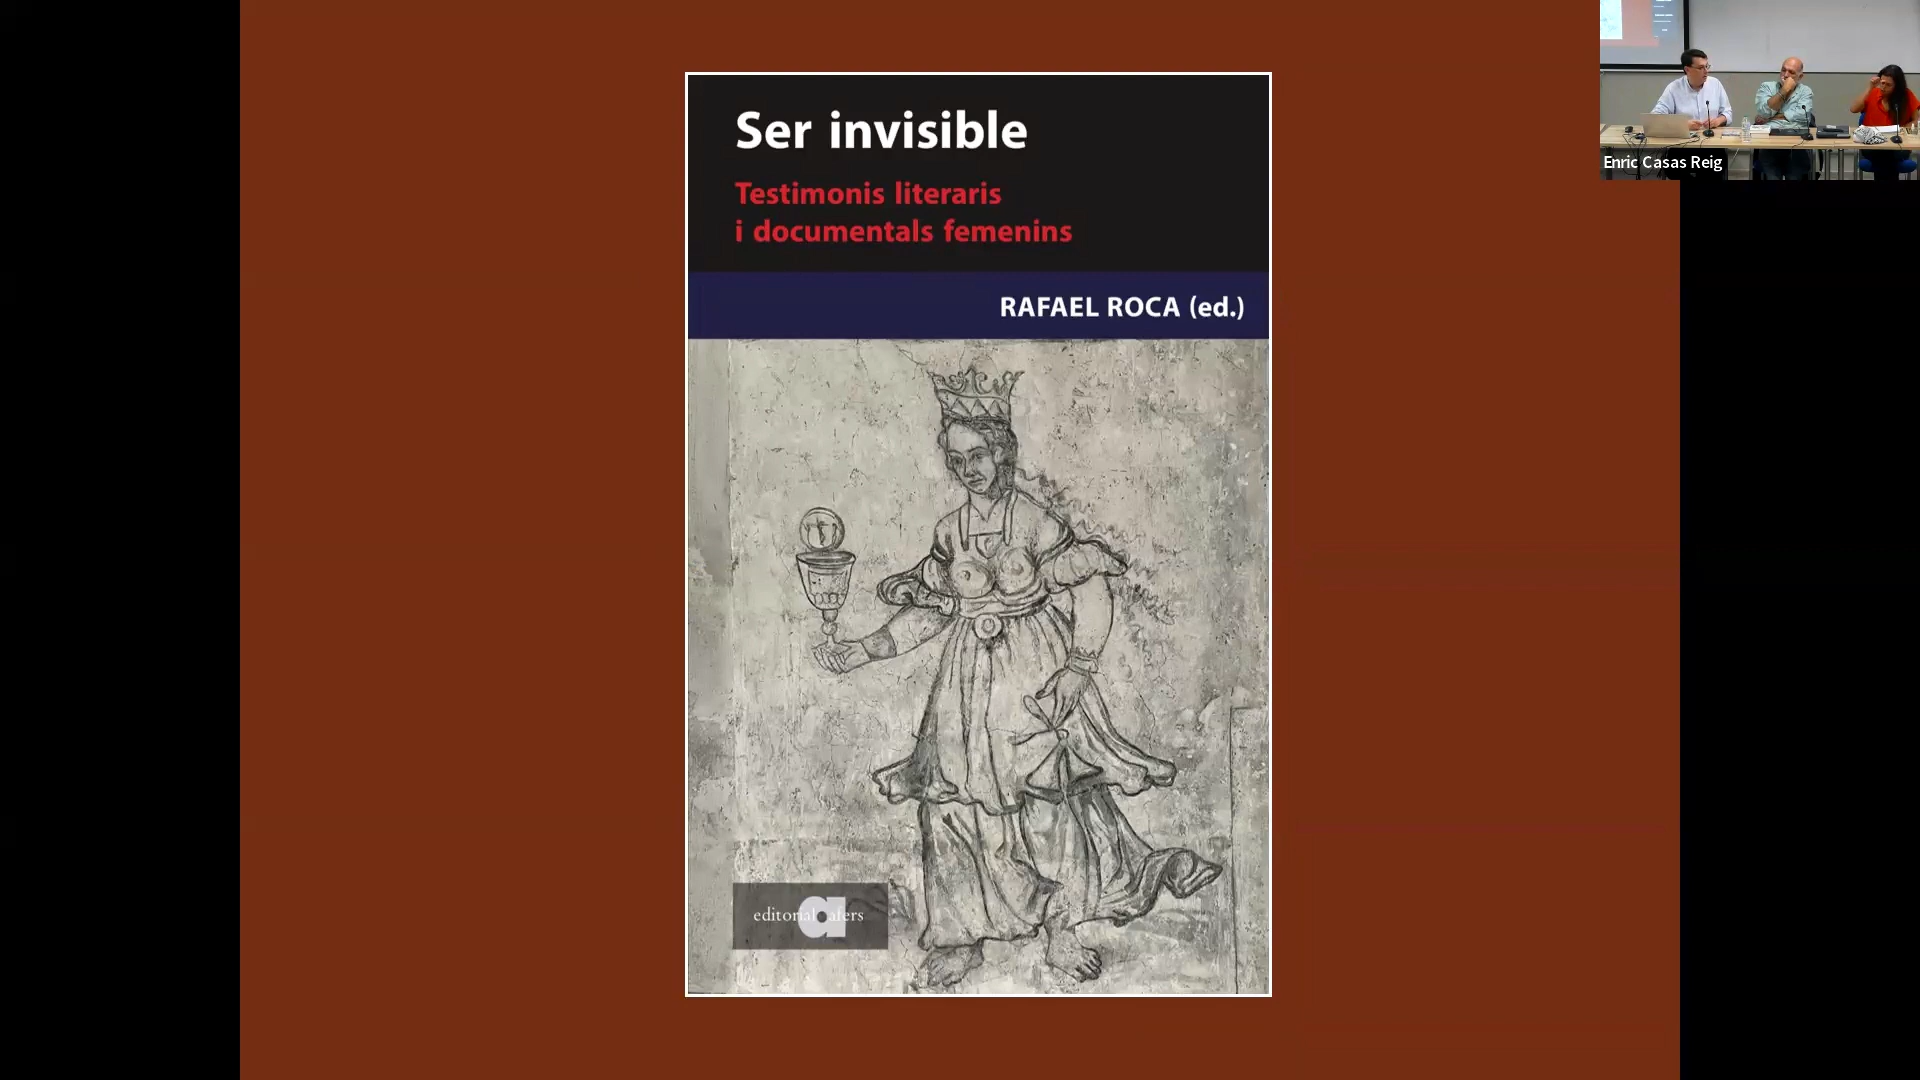 Ser invisible
Testimonis literaris
i documentals femenins
RAFAEL ROCA (ed.)
editorial afers
Enric Casas Reig